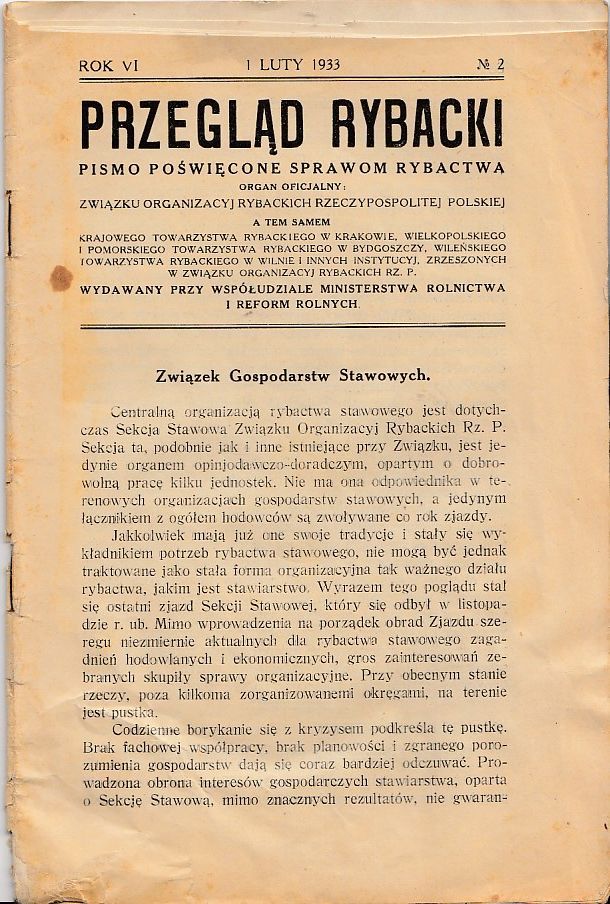 ROK VI 1 LUTY 1933 № 2
PRZEGLĄD RYBACKI
PISMO POŚWIĘCONE SPRAWOM RYBACTWA
ORGAN OFICJALNY:
ZWIĄZKU ORGANIZACYJ RYBACKICH RZECZYPOSPOLITEJ POLSKIEJ
A TEM SAMEM
KRAJOWEGO TOWARZYSTWA RYBACKIEGO W KRAKOWIE, WIELKOPOLSKIEGO
I POMORSKIEGO TOWARZYSTWA RYBACKIEGO W BYDGOSZCZY, WILEŃSKIEGO
TOWARZYSTWA RYBACKIEGO W WILNIE I INNYCH INSTYTUCYJ, ZRZESZONYCH
W ZWIĄZKU ORGANIZACYJ RYBACKICH RZ. P.
WYDAWANY PRZY WSPÓŁUDZIALE MINISTERSTWA ROLNICTWA
I REFORM ROLNYCH.
Związek Gospodarstw Stawowych.
Centralną organizacją rybactwa stawowego jest dotych-
czas Sekcja Stawowa Związku Organizacyj Rybackich Rz. P.
Sekcja ta, podobnie jak i inne istniejące przy Związku, jest je-
dynie organem opinjodawczo-doradczym, opartym o dobro-
wolną pracę kilku jednostek. Nie ma ona odpowiednika w te-
renowych organizacjach gospodarstw stawowych, a jedynym
łącznikiem z ogółem hodowców są zwoływane co rok zjazdy.
Jakkolwiek mają już one swoje tradycje i stały się wy-
kładnikiem potrzeb rybactwa stawowego, nie mogą być jednak
traktowane jako stała forma organizacyjna tak ważnego działu
rybactwa, jakim jest stawiarstwo. Wyrazem tego poglądu stał
się ostatni zjazd Sekcji Stawowej, który się odbył w listopa-
dzie r. ub. Mimo wprowadzenia na porządek obrad Zjazdu sze-
regu niezmiernie aktualnych dla rybactwa stawowego zaga-
dnień hodowlanych i ekonomicznych, gros zainteresowań ze-
branych skupiły sprawy organizacyjne. Przy obecnym stanie
rzeczy, poza kilkoma zorganizowanemi okręgami, na terenie
jest pustka.
Codzienne borykanie się z kryzysem podkreśla tę pustkę.
Brak fachowej współpracy, brak planowości i zgranego poro-
zumienia gospodarstw dają się coraz bardziej odczuwać. Pro-
wadzona obrona interesów gospodarczych stawiarstwa, oparta
o Sekcję Stawową, mimo znacznych rezultatów, nie gwaran-